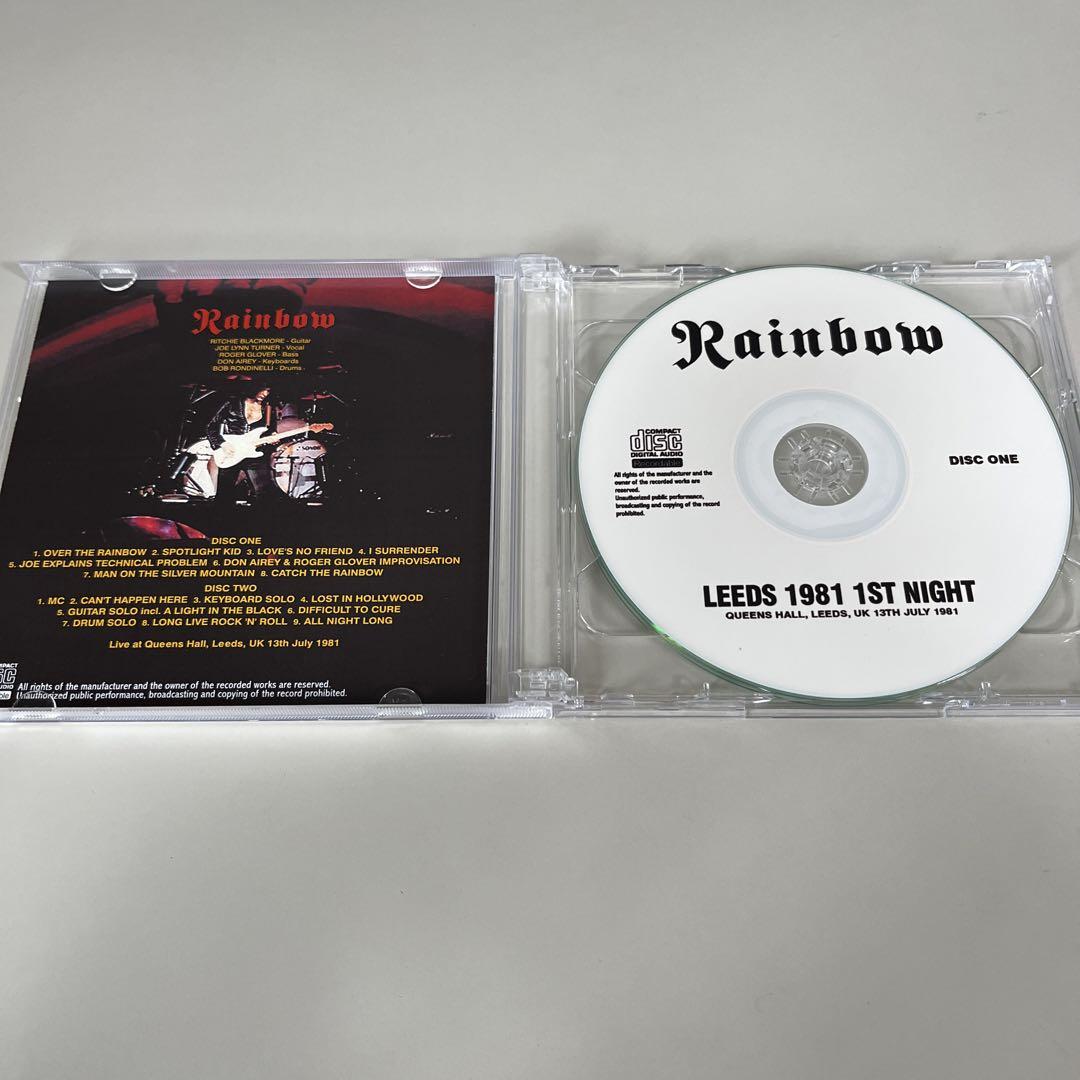 Rainbow
RITCHIE BLACKMORE - Guitar
JOE LYNN TURNER - Vocal
ROGER GLOVER - Bass
DON AIREY - Keyboards
BOB RONDINELLI - Drums
SONOR
DISC ONE
1. OVER THE RAINBOW 2. SPOTLIGHT KID 3. LOVE'S NO FRIEND 4. I SURRENDER
5. JOE EXPLAINS TECHNICAL PROBLEM 6. DON AIREY & ROGER GLOVER IMPROVISATION
7. MAN ON THE SILVER MOUNTAIN 8. CATCH THE RAINBOW
DISC TWO
1. MC 2. CAN'T HAPPEN HERE 3. KEYBOARD SOLO 4. LOST IN HOLLYWOOD
5. GUITAR SOLO incl. A LIGHT IN THE BLACK 6. DIFFICULT TO CURE
7. DRUM SOLO 8. LONG LIVE ROCK 'N' ROLL 9. ALL NIGHT LONG
Live at Queens Hall, Leeds, UK 13th July 1981
All rights of the manufacturer and the owner of the recorded works are reserved.
Unauthorized public performance, broadcasting and copying of the record prohibited.
Rainbow
COMPACT
disc
DIGITAL AUDIO
Recordable
All rights of the manufacturer and the
owner of the recorded works are
reserved.
Unauthorized public performance,
broadcasting and copying of the record
prohibited.
DISC ONE
LEEDS 1981 1ST NIGHT
QUEENS HALL, LEEDS, UK 13TH JULY 1981